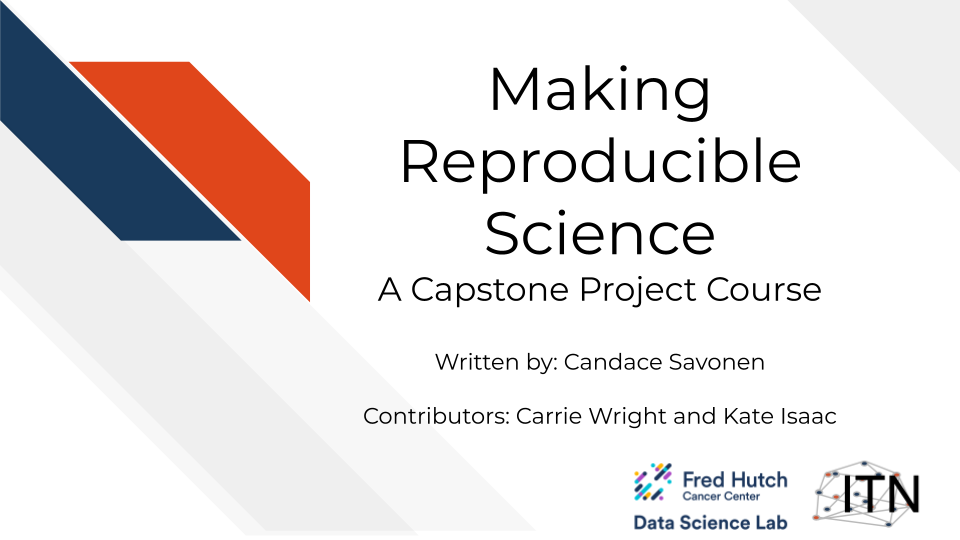 Making
Reproducible
Science
A Capstone Project Course
Written by: Candace Savonen
Contributors: Carrie Wright and Kate Isaac
Fred Hutch
Cancer Center
Data Science Lab
ITN